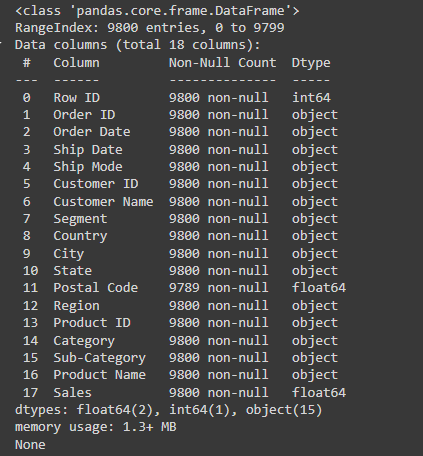 <class 'pandas.core.frame.DataFrame'>
RangeIndex: 9800 entries, 0 to 9799
Data columns (total 18 columns):
 #   Column         Non-Null Count  Dtype
---  ------         --------------  -----
 0   Row ID         9800 non-null   int64
 1   Order ID       9800 non-null   object
 2   Order Date     9800 non-null   object
 3   Ship Date      9800 non-null   object
 4   Ship Mode      9800 non-null   object
 5   Customer ID    9800 non-null   object
 6   Customer Name  9800 non-null   object
 7   Segment        9800 non-null   object
 8   Country        9800 non-null   object
 9   City           9800 non-null   object
 10  State          9800 non-null   object
 11  Postal Code    9789 non-null   float64
 12  Region         9800 non-null   object
 13  Product ID     9800 non-null   object
 14  Category       9800 non-null   object
 15  Sub-Category   9800 non-null   object
 16  Product Name   9800 non-null   object
 17  Sales          9800 non-null   float64
dtypes: float64(2), int64(1), object(15)
memory usage: 1.3+ MB
None